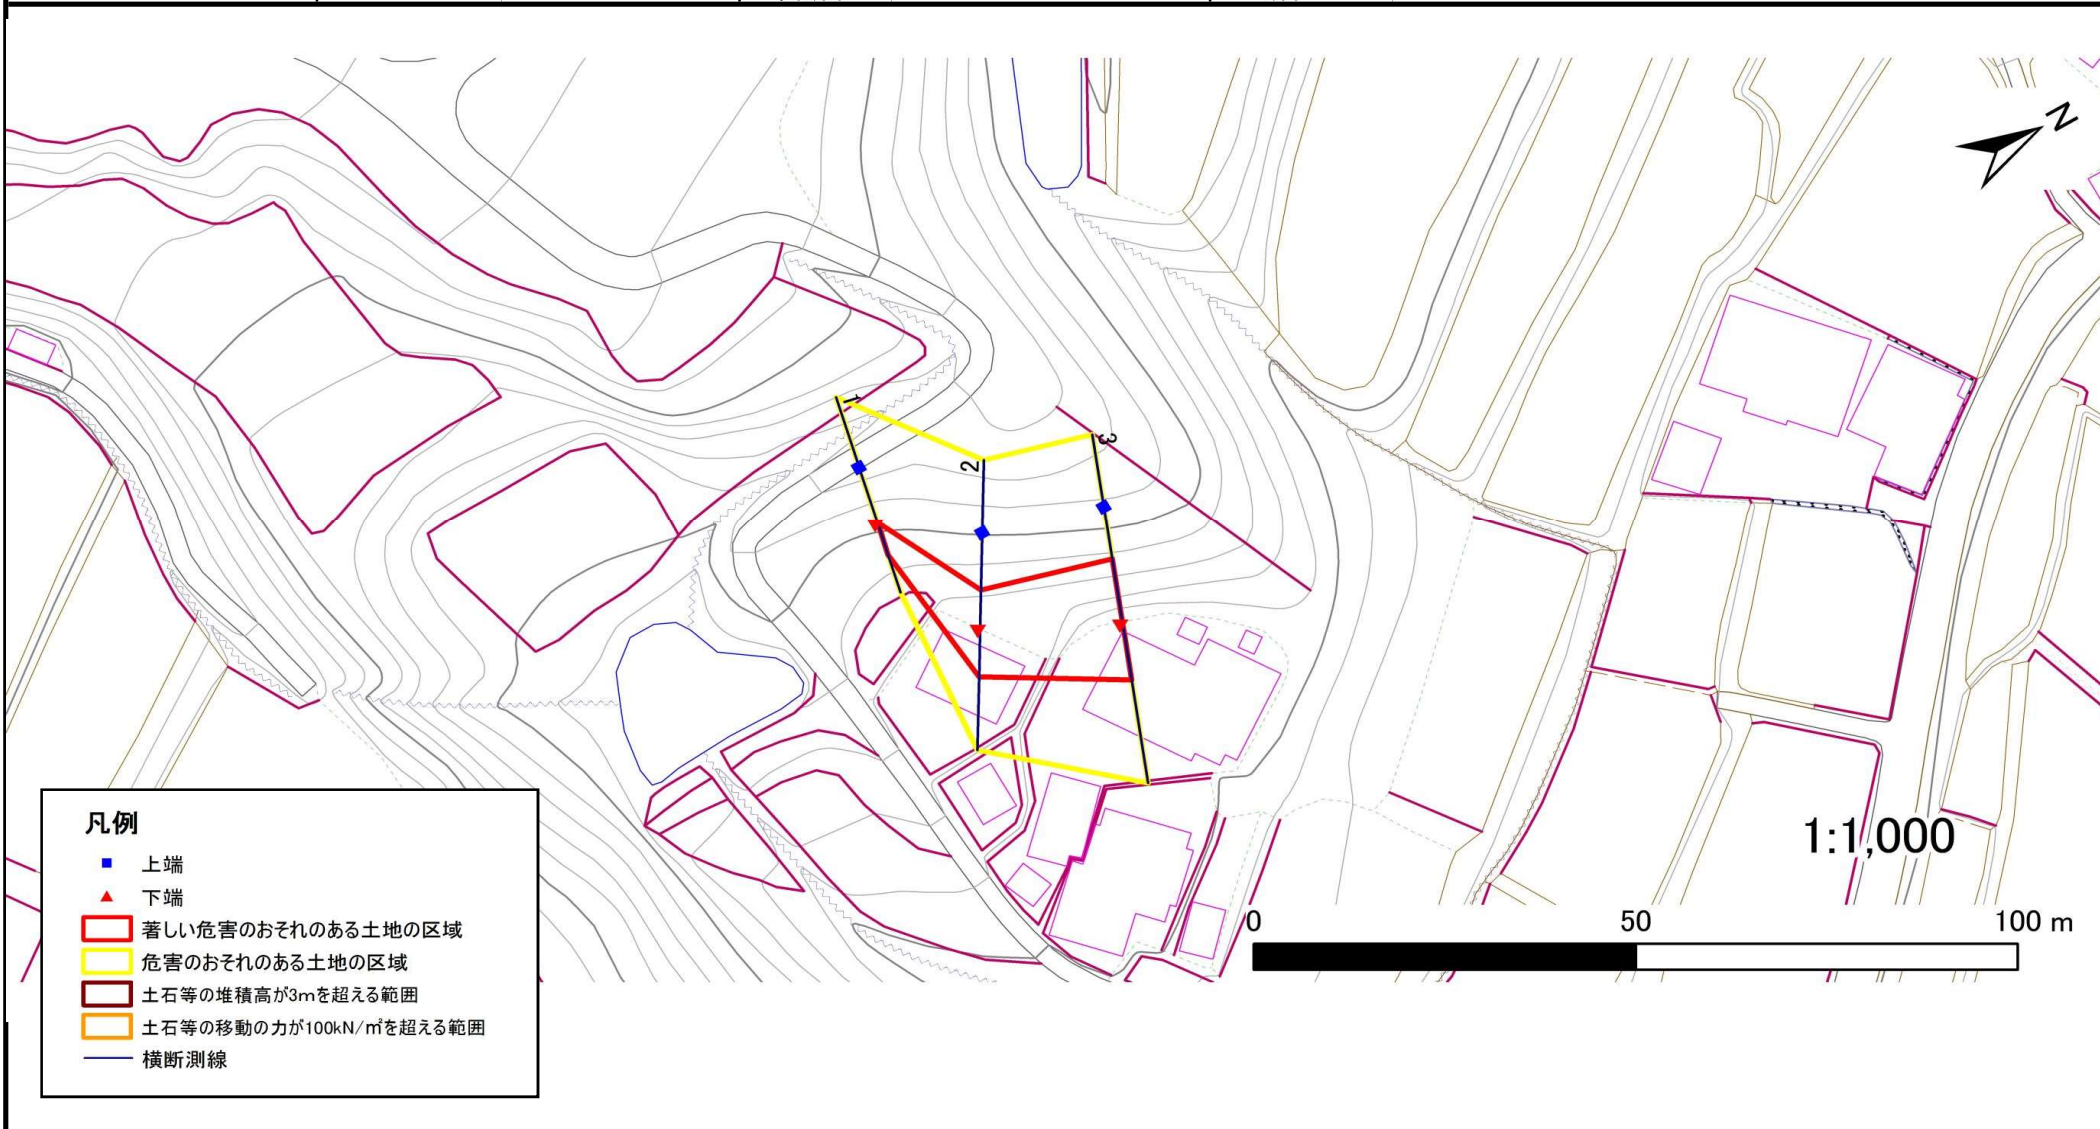 N
1
2
3
1:1,000
0 50 100 m
凡例
上端
下端
著しい危害のおそれのある土地の区域
危害のおそれのある土地の区域
土石等の堆積高が3mを超える範囲
土石等の移動の力が100kN/㎡を超える範囲
横断測線